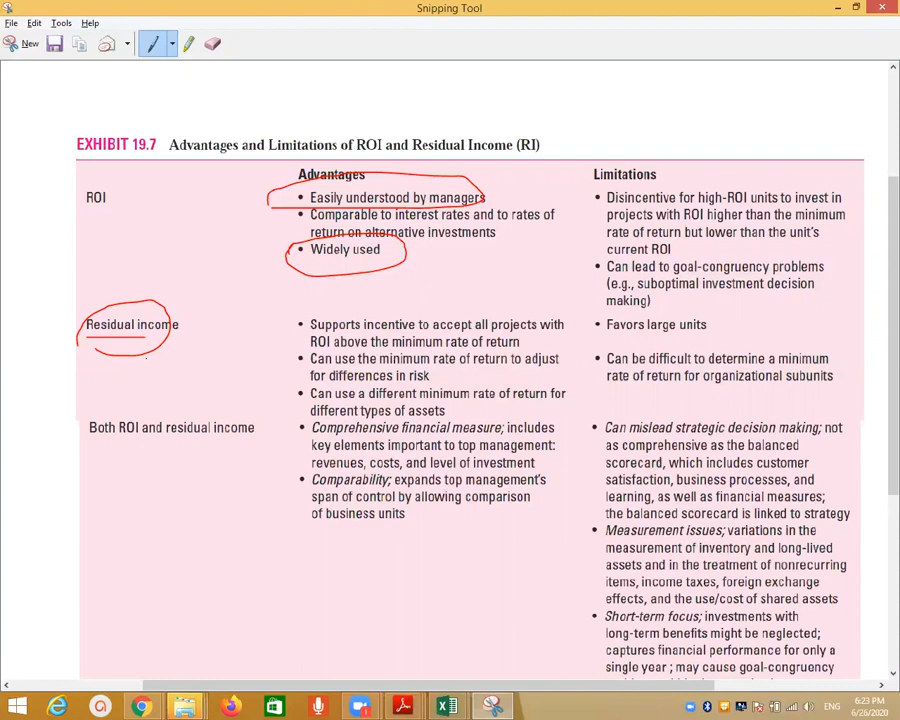 Snipping Tool
File Edit Tools Help
New
EXHIBIT 19.7 Advantages and Limitations of ROI and Residual Income (RI)
Advantages
Limitations
ROI
• Easily understood by managers
• Comparable to interest rates and to rates of
return on alternative investments
• Widely used
• Disincentive for high-ROI units to invest in
projects with ROI higher than the minimum
rate of return but lower than the unit's
current ROI
• Can lead to goal-congruency problems
(e.g., suboptimal investment decision
making)
Residual income
• Supports incentive to accept all projects with
ROI above the minimum rate of return
• Can use the minimum rate of return to adjust
for differences in risk
• Can use a different minimum rate of return for
different types of assets
• Favors large units
• Can be difficult to determine a minimum
rate of return for organizational subunits
Both ROI and residual income
• Comprehensive financial measure; includes
key elements important to top management:
revenues, costs, and level of investment
• Comparability; expands top management's
span of control by allowing comparison
of business units
• Can mislead strategic decision making; not
as comprehensive as the balanced
scorecard, which includes customer
satisfaction, business processes, and
learning, as well as financial measures;
the balanced scorecard is linked to strategy
• Measurement issues; variations in the
measurement of inventory and long-lived
assets and in the treatment of nonrecurring
items, income taxes, foreign exchange
effects, and the use/cost of shared assets
• Short-term focus; investments with
long-term benefits might be neglected;
captures financial performance for only a
single year; may cause goal-congruency
ENG
6:23 PM
6/26/2020